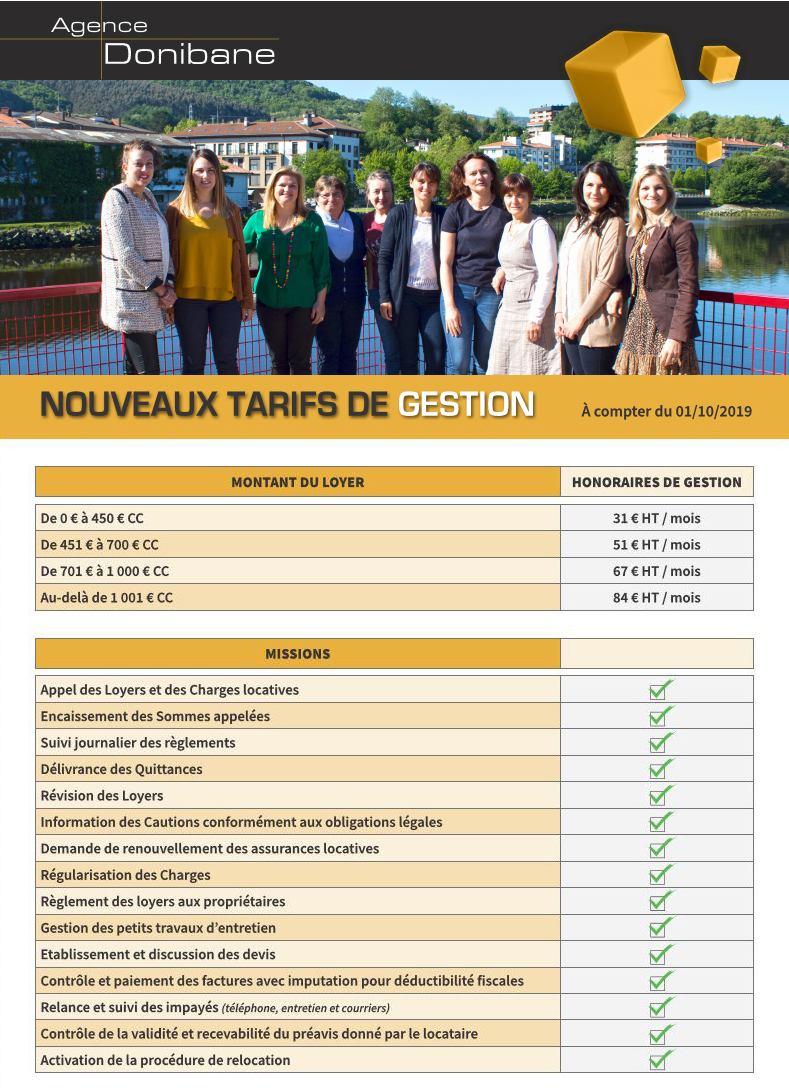 Agence
Donibane
NOUVEAUX TARIFS DE GESTION À compter du 01/10/2019
MONTANT DU LOYER HONORAIRES DE GESTION
De 0 € à 450 € CC 31 € HT / mois
De 451 € à 700 € CC 51 € HT / mois
De 701 € à 1 000 € CC 67 € HT / mois
Au-delà de 1 001 € CC 84 € HT / mois
MISSIONS
Appel des Loyers et des Charges locatives
Encaissement des Sommes appelées
Suivi journalier des règlements
Délivrance des Quittances
Révision des Loyers
Information des Cautions conformément aux obligations légales
Demande de renouvellement des assurances locatives
Régularisation des Charges
Règlement des loyers aux propriétaires
Gestion des petits travaux d’entretien
Etablissement et discussion des devis
Contrôle et paiement des factures avec imputation pour déductibilité fiscales
Relance et suivi des impayés (téléphone, entretien et courriers)
Contrôle de la validité et recevabilité du préavis donné par le locataire
Activation de la procédure de relocation